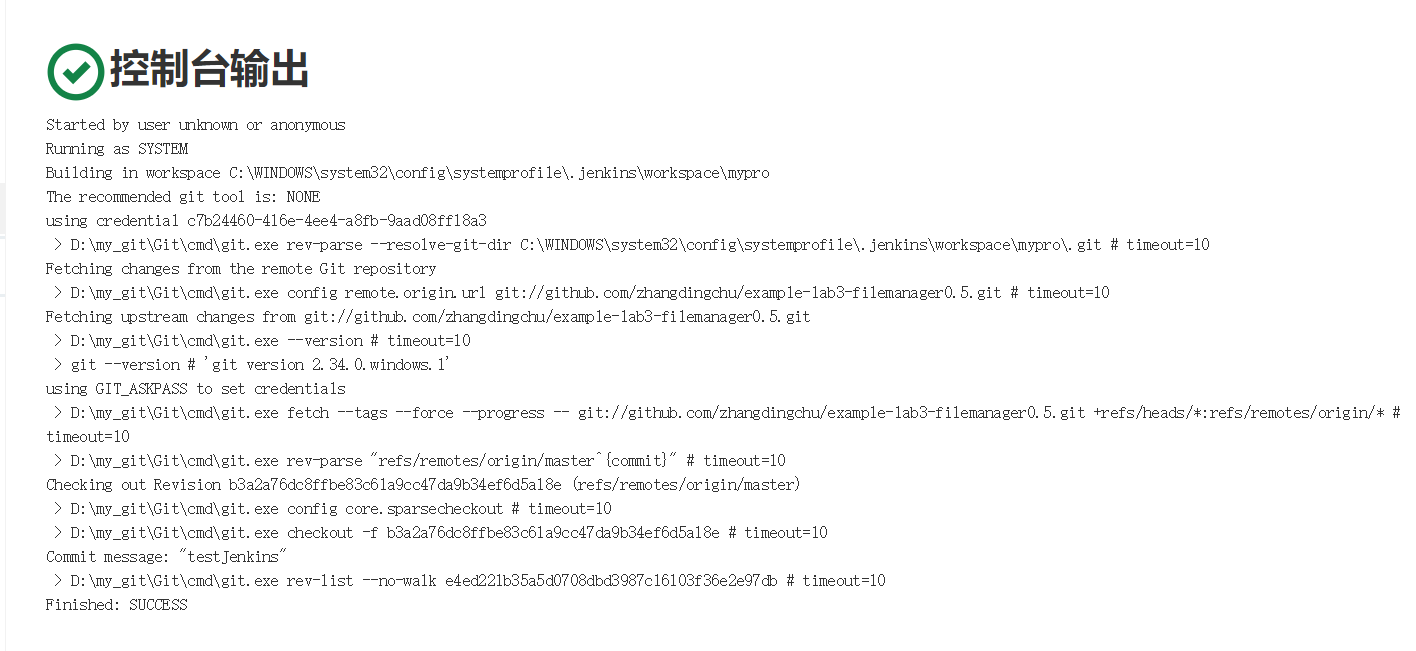 控制台输出
Started by user unknown or anonymous
Running as SYSTEM
Building in workspace C:\WINDOWS\system32\config\systemprofile\.jenkins\workspace\mypro
The recommended git tool is: NONE
using credential c7b24460-416e-4ee4-a8fb-9aad08ff18a3
 > D:\my_git\Git\cmd\git.exe rev-parse --resolve-git-dir C:\WINDOWS\system32\config\systemprofile\.jenkins\workspace\mypro\.git # timeout=10
Fetching changes from the remote Git repository
 > D:\my_git\Git\cmd\git.exe config remote.origin.url git://github.com/zhangdingchu/example-lab3-filemanager0.5.git # timeout=10
Fetching upstream changes from git://github.com/zhangdingchu/example-lab3-filemanager0.5.git
 > D:\my_git\Git\cmd\git.exe --version # timeout=10
 > git --version # 'git version 2.34.0.windows.1'
using GIT_ASKPASS to set credentials
 > D:\my_git\Git\cmd\git.exe fetch --tags --force --progress -- git://github.com/zhangdingchu/example-lab3-filemanager0.5.git +refs/heads/*:refs/remotes/origin/* #
timeout=10
 > D:\my_git\Git\cmd\git.exe rev-parse "refs/remotes/origin/master^{commit}" # timeout=10
Checking out Revision b3a2a76dc8ffbe83c61a9cc47da9b34ef6d5a18e (refs/remotes/origin/master)
 > D:\my_git\Git\cmd\git.exe config core.sparsecheckout # timeout=10
 > D:\my_git\Git\cmd\git.exe checkout -f b3a2a76dc8ffbe83c61a9cc47da9b34ef6d5a18e # timeout=10
Commit message: "testJenkins"
 > D:\my_git\Git\cmd\git.exe rev-list --no-walk e4ed221b35a5d0708dbd3987c16103f36e2e97db # timeout=10
Finished: SUCCESS